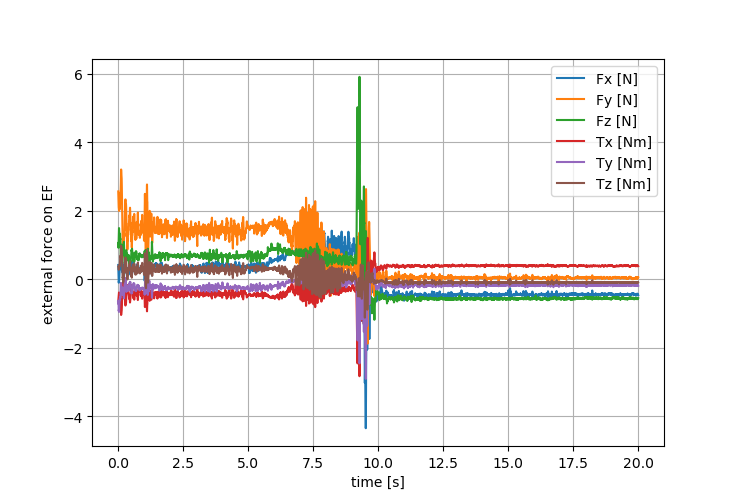 external force on EF
6
4
2
0
−2
−4
Fx [N]
Fy [N]
Fz [N]
Tx [Nm]
Ty [Nm]
Tz [Nm]
0.0 2.5 5.0 7.5 10.0 12.5 15.0 17.5 20.0
time [s]